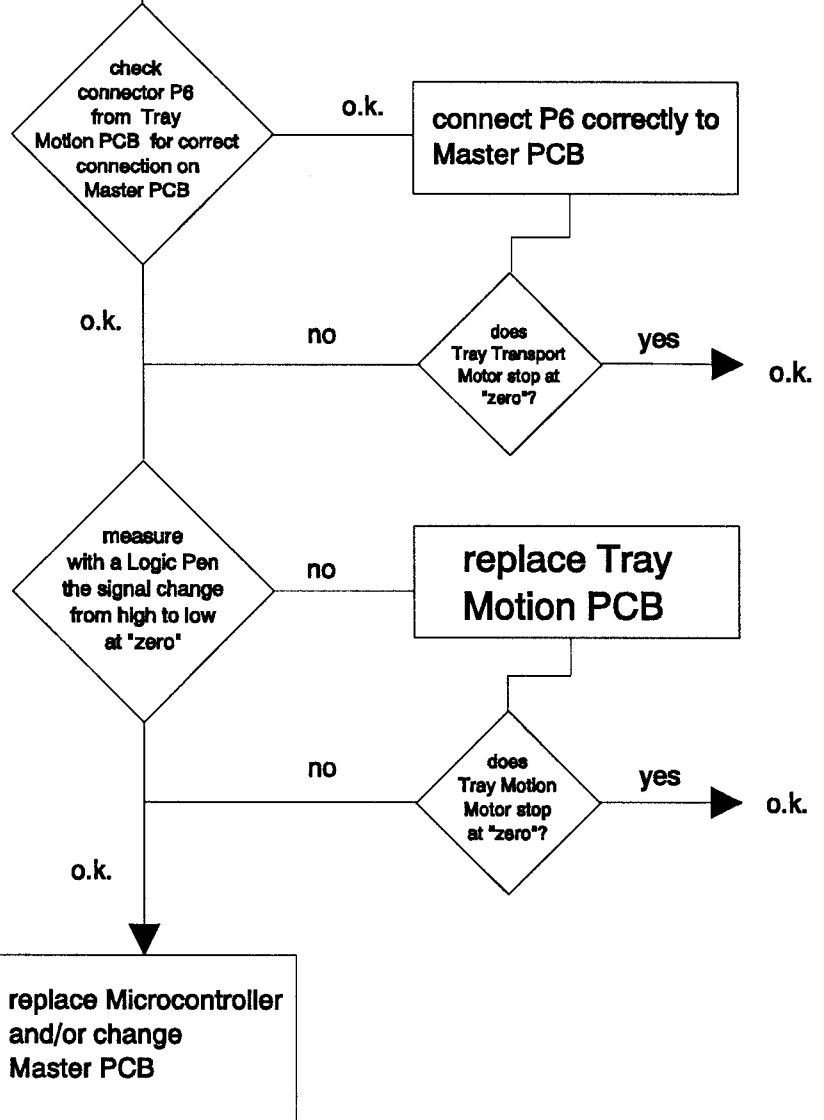 check
connector P6
from Tray
Motion PCB for correct
connection on
Master PCB
o.k.
connect P6 correctly to
Master PCB
o.k.
no
does
Tray Transport
Motor stop at
"zero"?
yes
o.k.
measure
with a Logic Pen
the signal change
from high to low
at "zero"
no
replace Tray
Motion PCB
no
does
Tray Motion
Motor stop
at "zero"?
yes
o.k.
o.k.
replace Microcontroller
and/or change
Master PCB